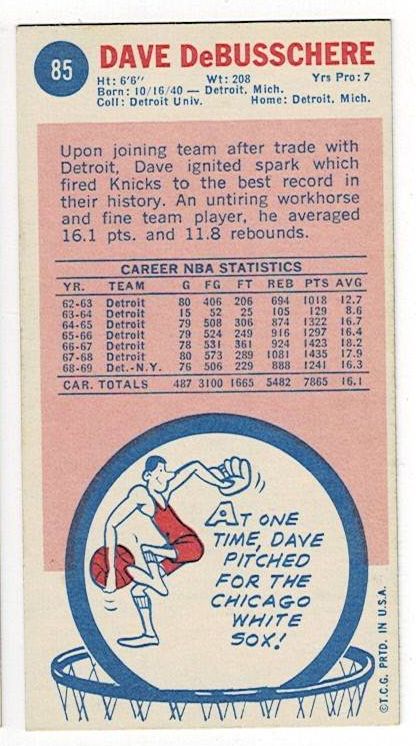 85
DAVE DeBUSSCHERE
Ht: 6'6" Wt: 208 Yrs Pro: 7
Born: 10/16/40 — Detroit, Mich.
Coll: Detroit Univ. Home: Detroit, Mich.
Upon joining team after trade with
Detroit, Dave ignited spark which
fired Knicks to the best record in
their history. An untiring workhorse
and fine team player, he averaged
16.1 pts. and 11.8 rebounds.
CAREER NBA STATISTICS
YR. TEAM G FG FT REB PTS AVG
62-63 Detroit 80 406 206 694 1018 12.7
63-64 Detroit 15 52 25 105 129 8.6
64-65 Detroit 79 508 306 874 1322 16.7
65-66 Detroit 79 524 249 916 1297 16.4
66-67 Detroit 78 531 361 924 1423 18.2
67-68 Detroit 80 573 289 1081 1435 17.9
68-69 Det.-N.Y. 76 506 229 888 1241 16.3
CAR. TOTALS 487 3100 1665 5482 7865 16.1
AT ONE
TIME, DAVE
PITCHED
FOR THE
CHICAGO
WHITE
SOX!
©T.C.G. PRTD. IN U.S.A.